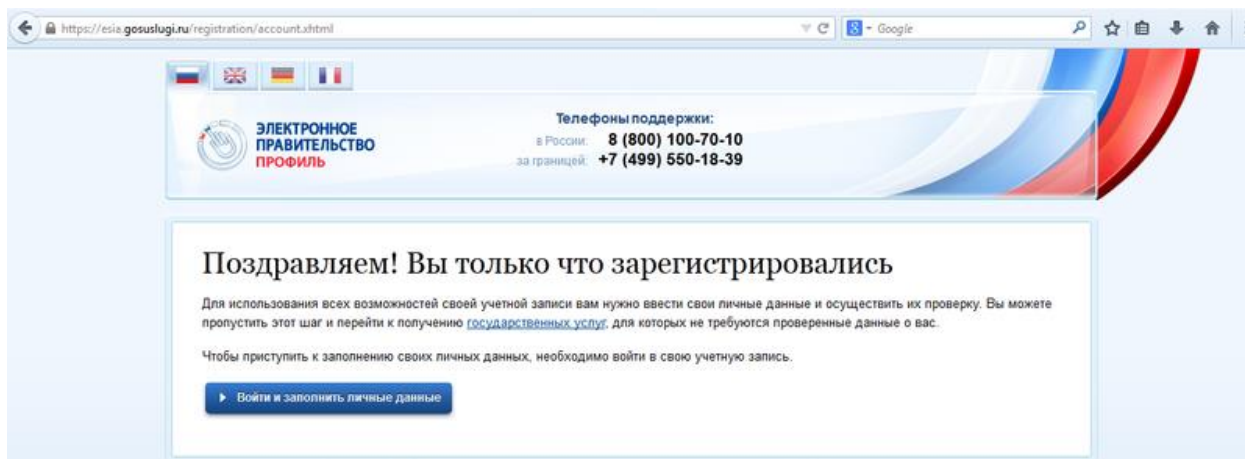 https://esia.gosuslugi.ru/registration/account.xhtml
Google
ЭЛЕКТРОННОЕ
ПРАВИТЕЛЬСТВО
ПРОФИЛЬ
Телефоны поддержки:
в России: 8 (800) 100-70-10
за границей: +7 (499) 550-18-39
Поздравляем! Вы только что зарегистрировались
Для использования всех возможностей своей учетной записи вам нужно ввести свои личные данные и осуществить их проверку. Вы можете
пропустить этот шаг и перейти к получению государственных услуг, для которых не требуются проверенные данные о вас.
Чтобы приступить к заполнению своих личных данных, необходимо войти в свою учетную запись.
Войти и заполнить личные данные